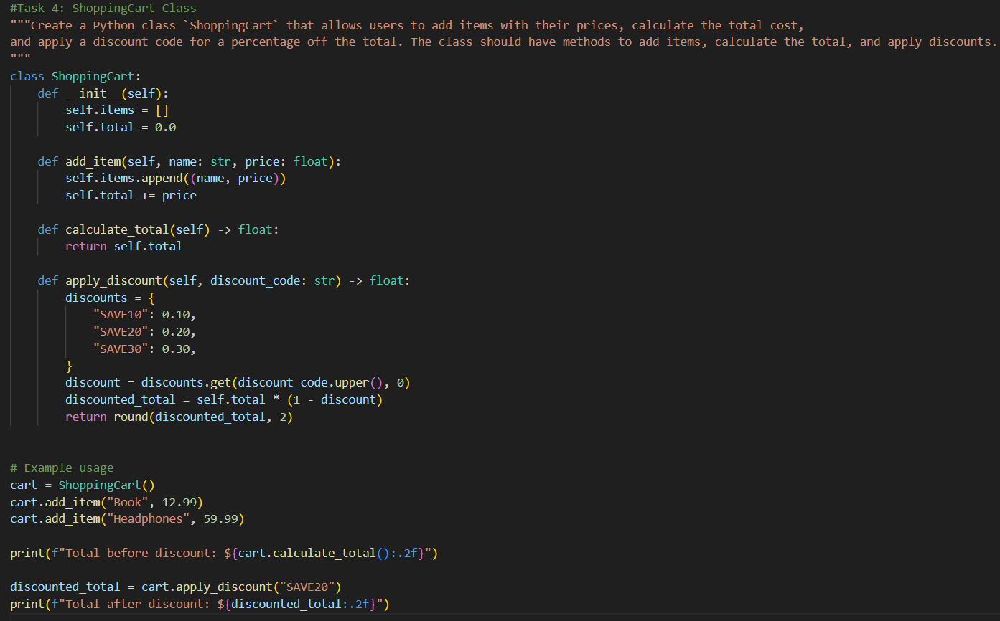 #Task 4: ShoppingCart Class
"""Create a Python class `ShoppingCart` that allows users to add items with their prices, calculate the total cost,
and apply a discount code for a percentage off the total. The class should have methods to add items, calculate the total, and apply discounts.
"""
class ShoppingCart:
    def __init__(self):
        self.items = []
        self.total = 0.0

    def add_item(self, name: str, price: float):
        self.items.append((name, price))
        self.total += price

    def calculate_total(self) -> float:
        return self.total

    def apply_discount(self, discount_code: str) -> float:
        discounts = {
            "SAVE10": 0.10,
            "SAVE20": 0.20,
            "SAVE30": 0.30,
        }
        discount = discounts.get(discount_code.upper(), 0)
        discounted_total = self.total * (1 - discount)
        return round(discounted_total, 2)


# Example usage
cart = ShoppingCart()
cart.add_item("Book", 12.99)
cart.add_item("Headphones", 59.99)

print(f"Total before discount: ${cart.calculate_total():.2f}")

discounted_total = cart.apply_discount("SAVE20")
print(f"Total after discount: ${discounted_total:.2f}")